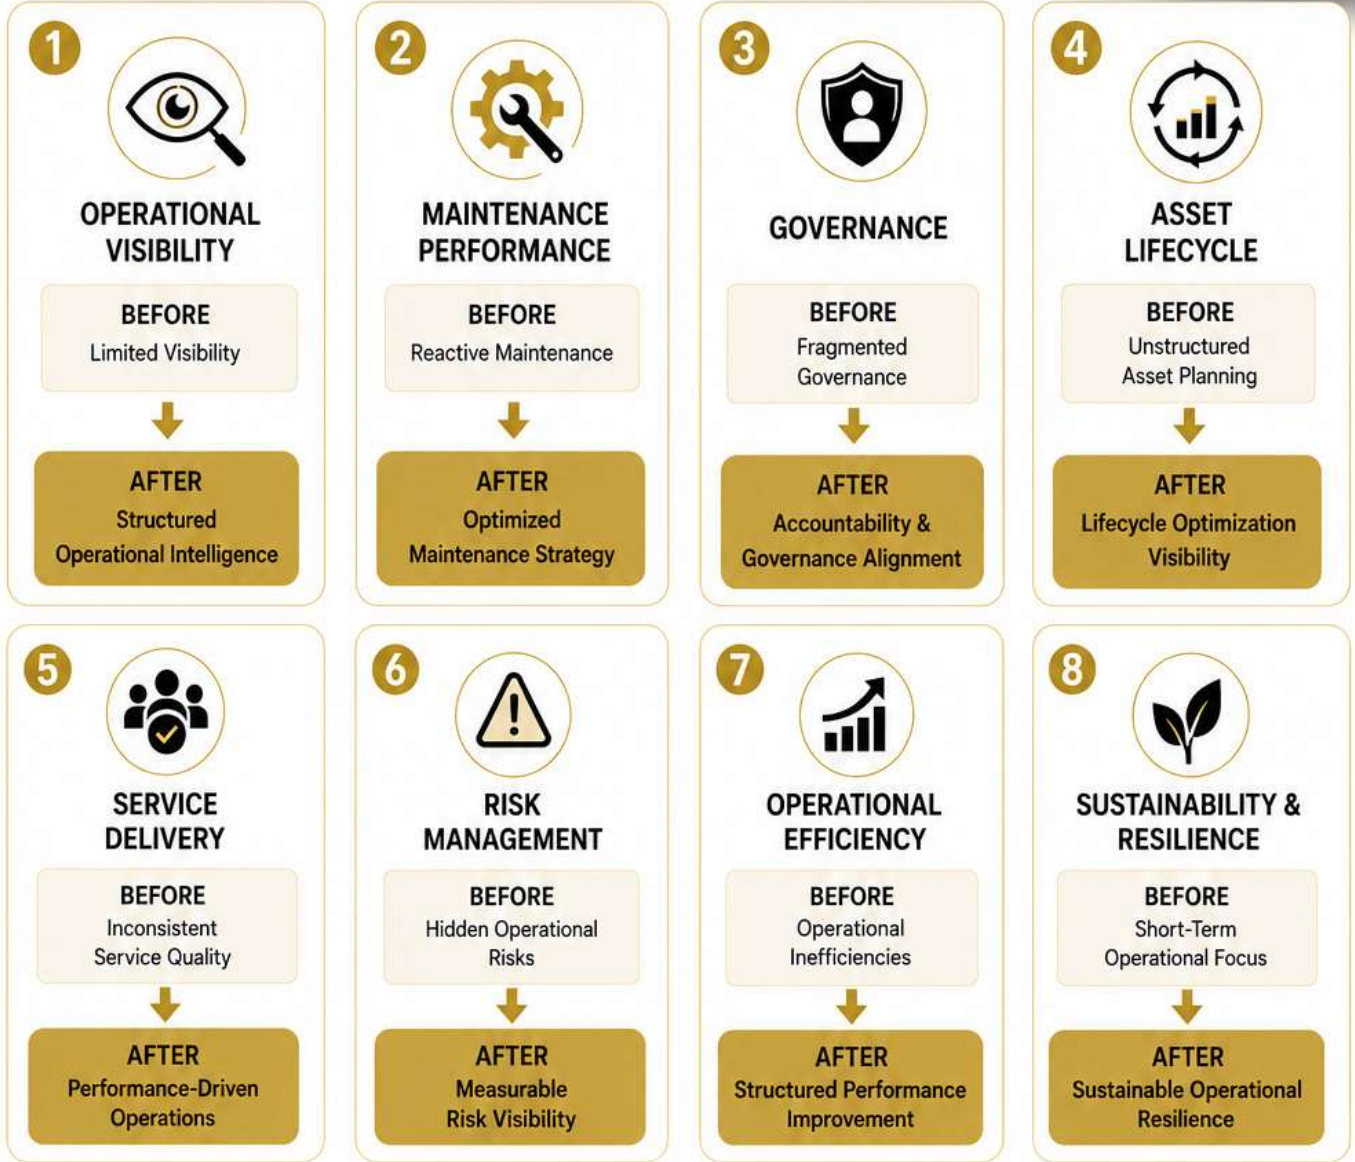 1
OPERATIONAL
VISIBILITY
BEFORE
Limited Visibility
AFTER
Structured
Operational Intelligence
2
MAINTENANCE
PERFORMANCE
BEFORE
Reactive Maintenance
AFTER
Optimized
Maintenance Strategy
3
GOVERNANCE
BEFORE
Fragmented
Governance
AFTER
Accountability &
Governance Alignment
4
ASSET
LIFECYCLE
BEFORE
Unstructured
Asset Planning
AFTER
Lifecycle Optimization
Visibility
5
SERVICE
DELIVERY
BEFORE
Inconsistent
Service Quality
AFTER
Performance-Driven
Operations
6
RISK
MANAGEMENT
BEFORE
Hidden Operational
Risks
AFTER
Measurable
Risk Visibility
7
OPERATIONAL
EFFICIENCY
BEFORE
Operational
Inefficiencies
AFTER
Structured Performance
Improvement
8
SUSTAINABILITY &
RESILIENCE
BEFORE
Short-Term
Operational Focus
AFTER
Sustainable Operational
Resilience